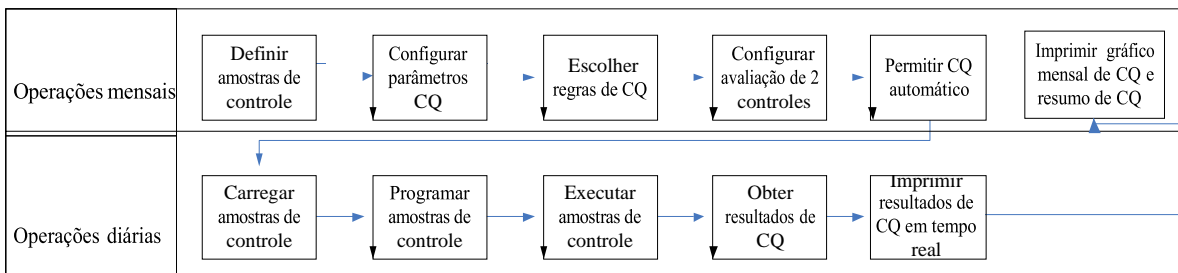 Operações mensais
Definir
amostras de
controle
Configurar
parâmetros
CQ
Escolher
regras de CQ
Configurar
avaliação de 2
controles
Permitir CQ
automático
Imprimir gráfico
mensal de CQ e
resumo de CQ
Operações diárias
Carregar
amostras de
controle
Programar
amostras de
controle
Executar
amostras de
controle
Obter
resultados de
CQ
Imprimir
resultados de
CQ em tempo
real